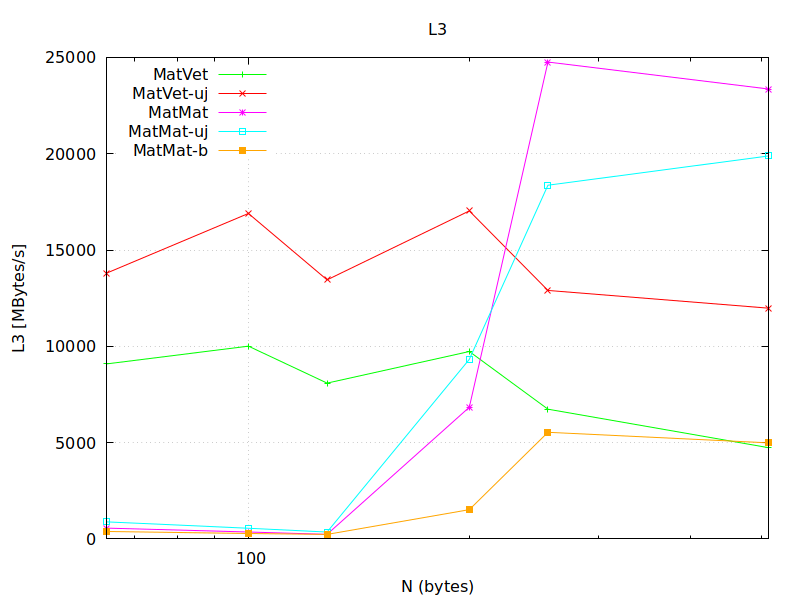 L3
25000
20000
15000
10000
5000
0
L3 [MBytes/s]
MatVet
MatVet-uj
MatMat
MatMat-uj
MatMat-b
100
N (bytes)